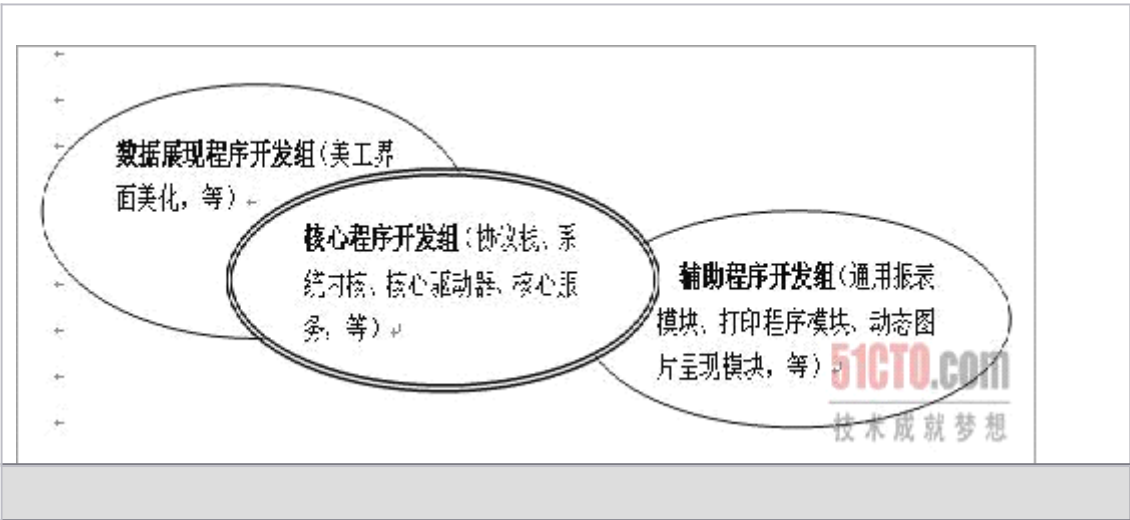 数据展现程序开发组(美工界
面美化，等)
核心程序开发组(协议核、系
统才核、核心驱动器、核心服
务，等)
辅助程序开发组(通用报表
模块、打印程序模块、动态图
片呈现模块，等)
51CTO.com
技术成就梦想